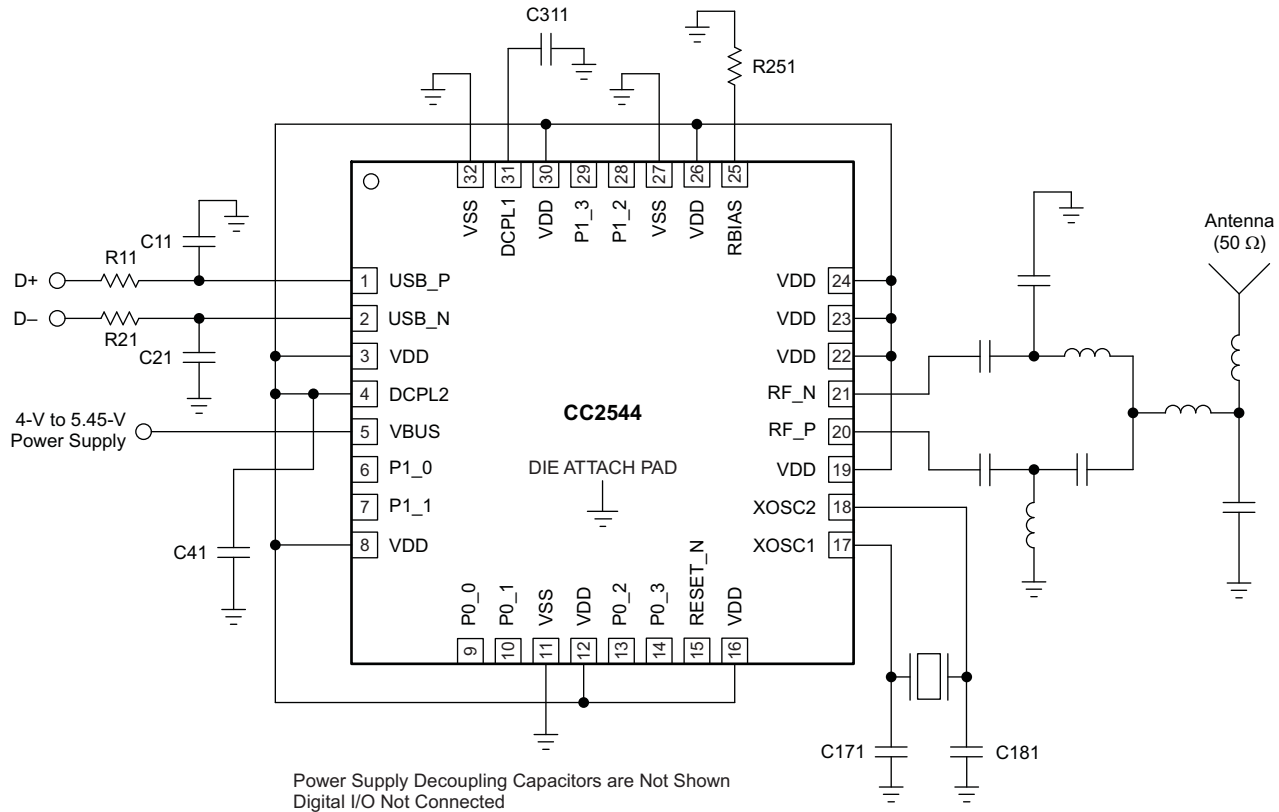 C311
R251
32
31
30
29
28
27
26
25
VSS
DCPL1
VDD
P1_3
P1_2
VSS
VDD
RBIAS
Antenna
(50 Ω)
C11
R11
D+
1 USB_P
VDD 24
D–
2 USB_N
VDD 23
R21
C21
3 VDD
VDD 22
4 DCPL2
RF_N 21
4-V to 5.45-V
Power Supply
5 VBUS
CC2544
RF_P 20
6 P1_0
DIE ATTACH PAD
VDD 19
7 P1_1
XOSC2 18
C41
8 VDD
XOSC1 17
P0_0
P0_1
VSS
VDD
P0_2
P0_3
RESET_N
VDD
9
10
11
12
13
14
15
16
C171
C181
Power Supply Decoupling Capacitors are Not Shown
Digital I/O Not Connected